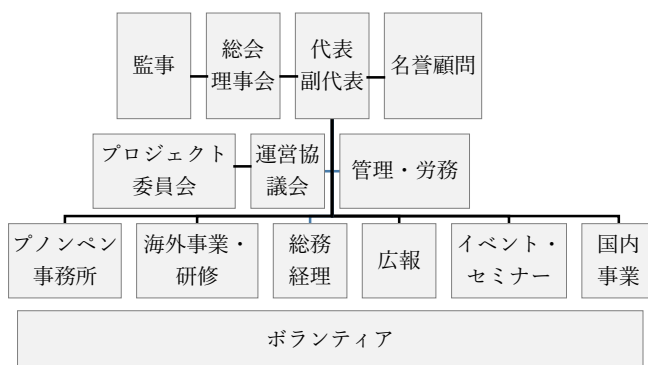 監事
総会
理事会
代表
副代表
名誉顧問
プロジェクト
委員会
運営協
議会
管理・労務
プノンペン
事務所
海外事業・
研修
総務
経理
広報
イベント・
セミナー
国内
事業
ボランティア